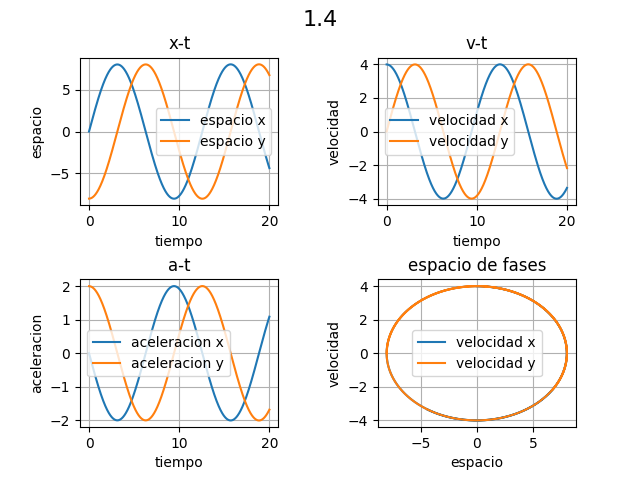 1.4
x-t
espacio
5
0
−5
espacio x
espacio y
0
10
20
tiempo
v-t
velocidad
4
2
0
−2
−4
velocidad x
velocidad y
0
10
20
tiempo
a-t
aceleracion
2
1
0
−1
−2
aceleracion x
aceleracion y
0
10
20
tiempo
espacio de fases
velocidad
4
2
0
−2
−4
velocidad x
velocidad y
−5
0
5
espacio